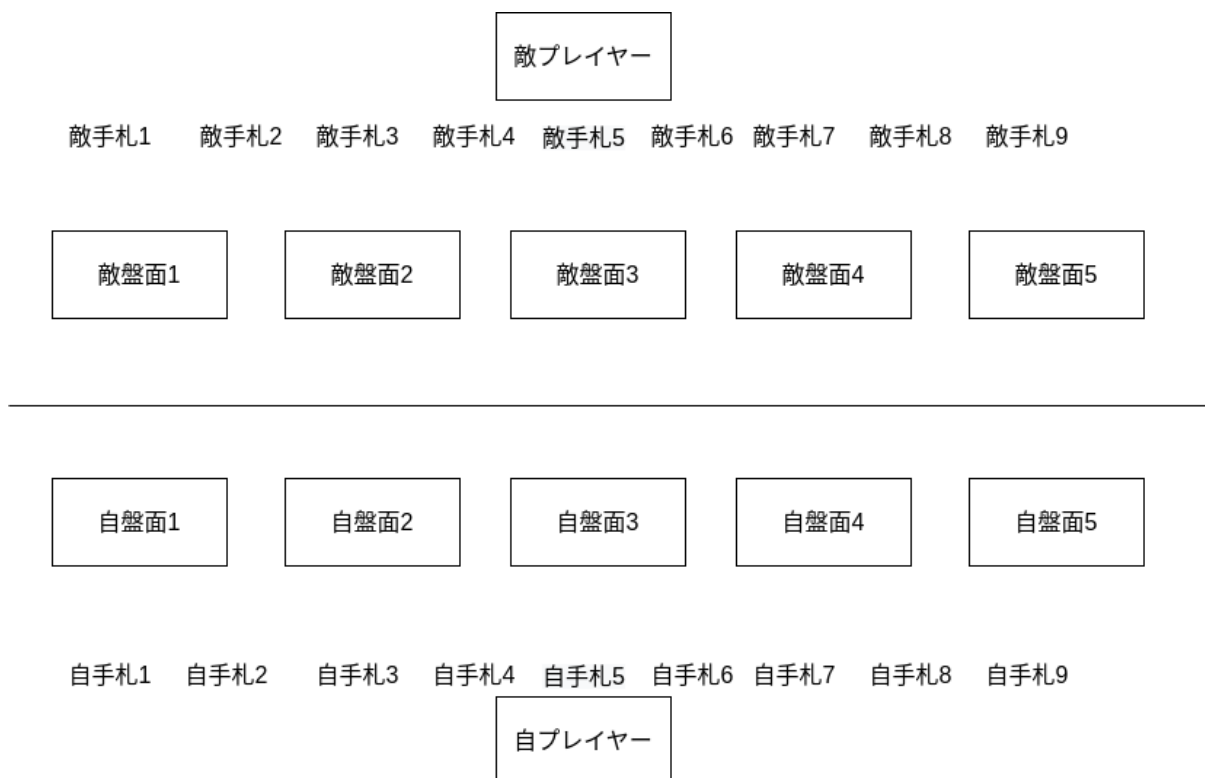 敵プレイヤー
敵手札1 敵手札2 敵手札3 敵手札4 敵手札5 敵手札6 敵手札7 敵手札8 敵手札9
敵盤面1 敵盤面2 敵盤面3 敵盤面4 敵盤面5
自盤面1 自盤面2 自盤面3 自盤面4 自盤面5
自手札1 自手札2 自手札3 自手札4 自手札5 自手札6 自手札7 自手札8 自手札9
自プレイヤー